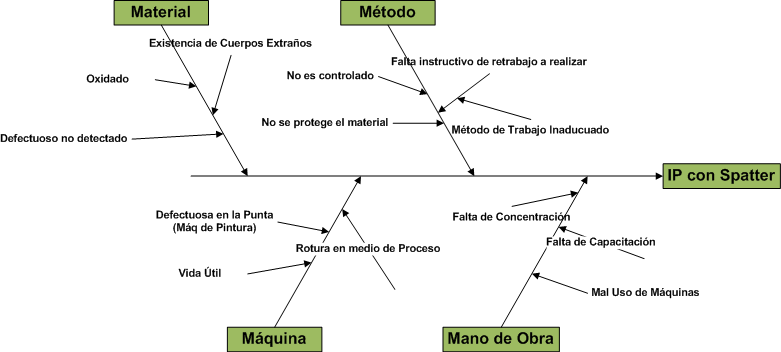 Material
Método
Existencia de Cuerpos Extraños
Falta instructivo de retrabajo a realizar
Oxidado
No es controlado
Defectuoso no detectado
No se protege el material
Método de Trabajo Inaducuado
IP con Spatter
Defectuosa en la Punta
(Máq de Pintura)
Falta de Concentración
Rotura en medio de Proceso
Falta de Capacitación
Vida Útil
Mal Uso de Máquinas
Máquina
Mano de Obra